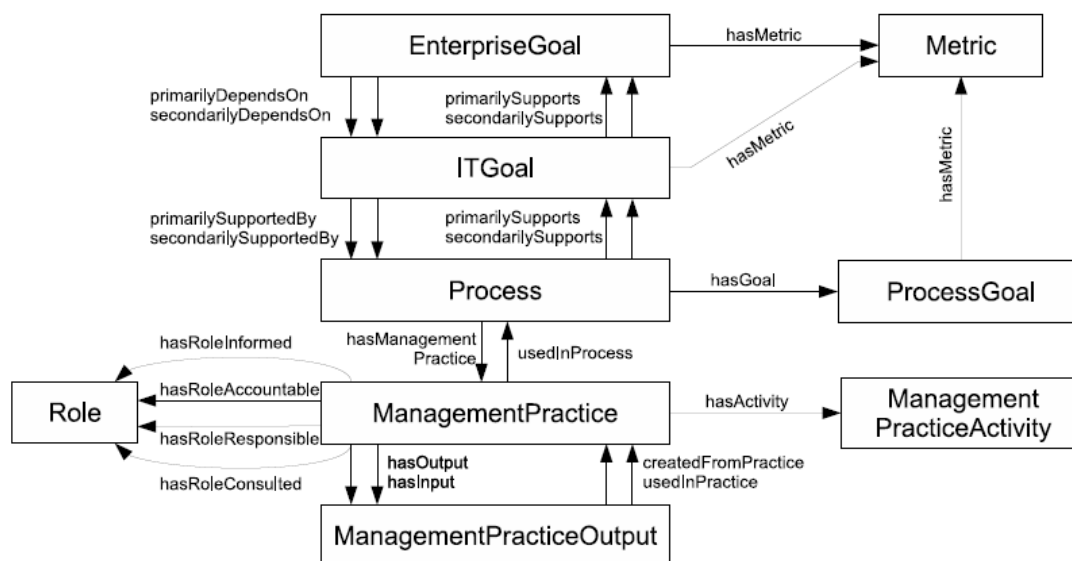 EnterpriseGoal
hasMetric
Metric
primarilyDependsOn
secondarilyDependsOn
primarilySupports
secondarilySupports
hasMetric
hasMetric
ITGoal
primarilySupportedBy
secondarilySupportedBy
primarilySupports
secondarilySupports
Process
hasGoal
ProcessGoal
hasManagement
Practice
usedInProcess
hasRoleInformed
hasRoleAccountable
Role
hasRoleResponsible
hasRoleConsulted
ManagementPractice
hasActivity
Management
PracticeActivity
hasOutput
hasInput
createdFromPractice
usedInPractice
ManagementPracticeOutput